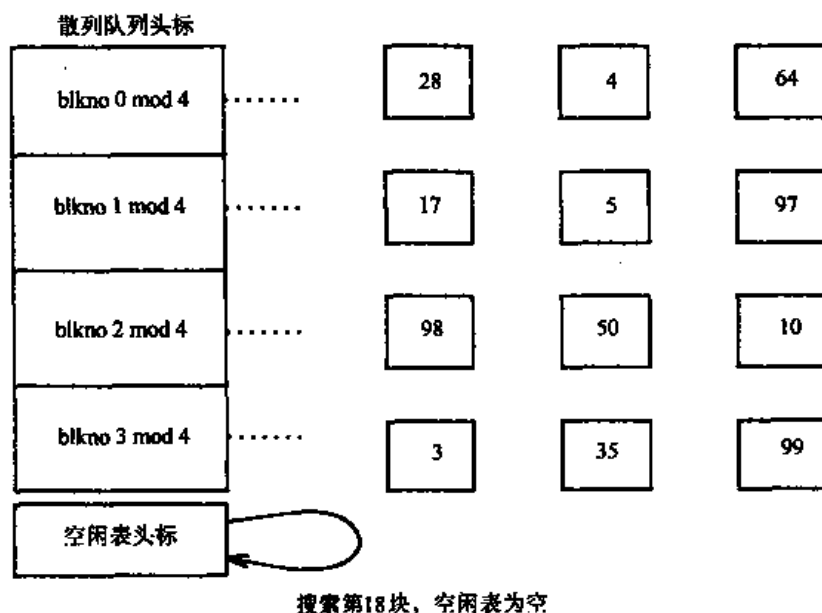 散列队列头标
blkno 0 mod 4
28
4
64
blkno 1 mod 4
17
5
97
blkno 2 mod 4
98
50
10
blkno 3 mod 4
3
35
99
空闲表头标
搜索第18块，空闲表为空